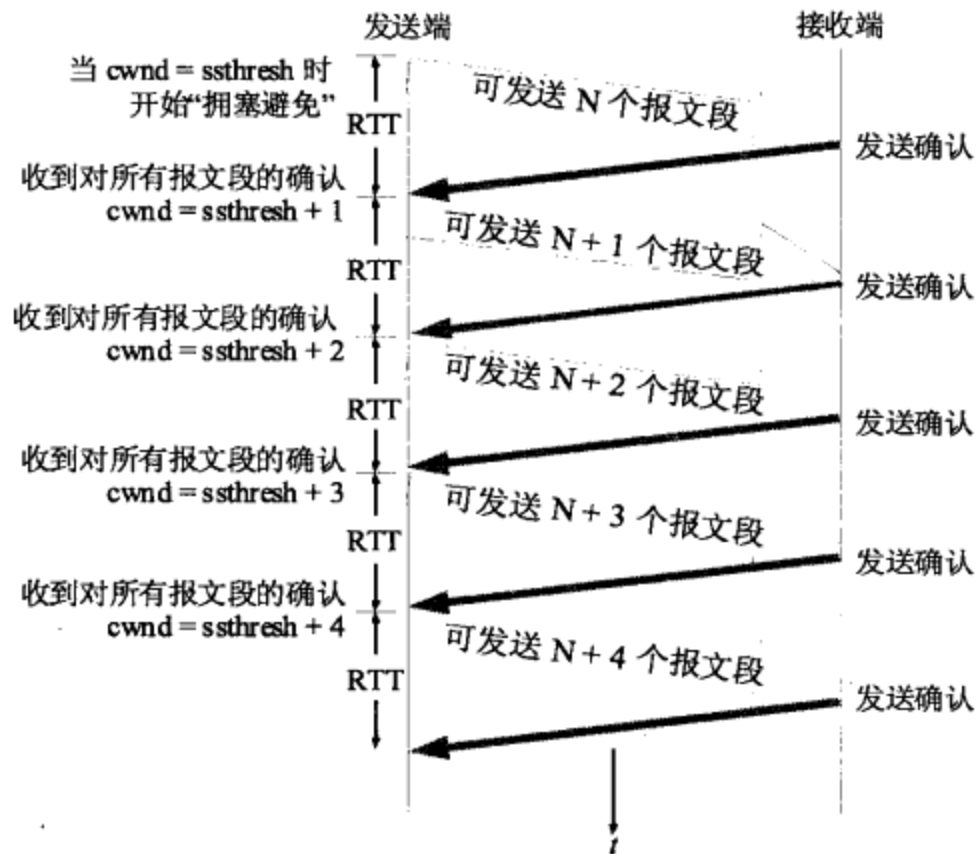 发送端
接收端
当 cwnd = ssthresh 时
开始“拥塞避免”
RTT
可发送 N 个报文段
发送确认
收到对所有报文段的确认
cwnd = ssthresh + 1
RTT
可发送 N + 1 个报文段
发送确认
收到对所有报文段的确认
cwnd = ssthresh + 2
RTT
可发送 N + 2 个报文段
发送确认
收到对所有报文段的确认
cwnd = ssthresh + 3
RTT
可发送 N + 3 个报文段
发送确认
收到对所有报文段的确认
cwnd = ssthresh + 4
RTT
可发送 N + 4 个报文段
发送确认
t